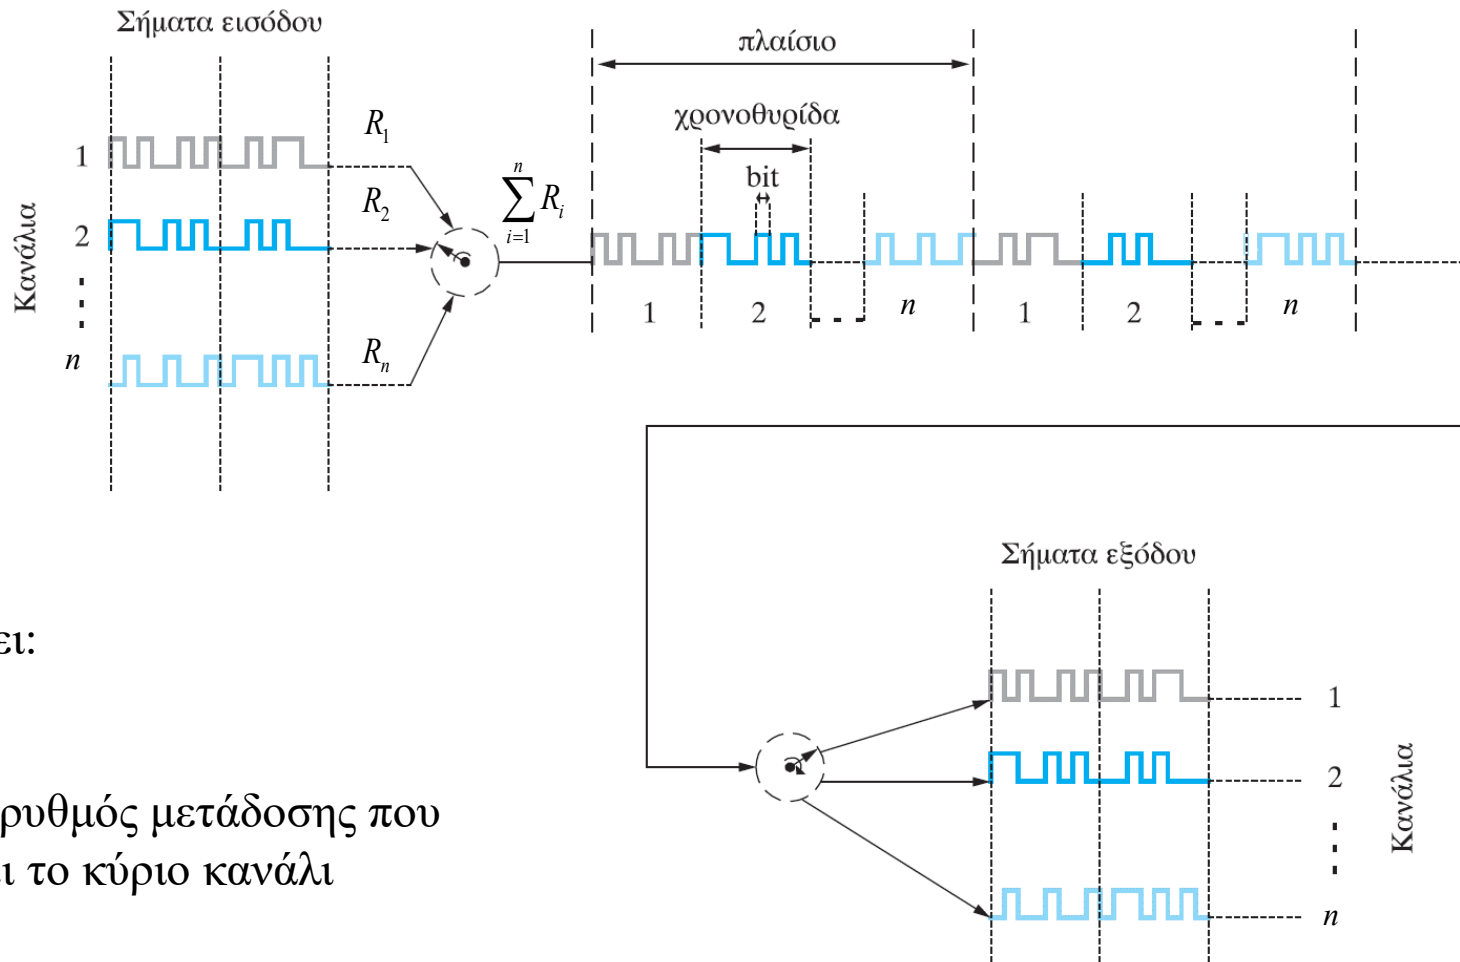 Σήματα εισόδου
Κανάλια
1
2
n
R₁
R₂
Rₙ
∑ⁿᵢ₌₁ Rᵢ
πλαίσιο
χρονοθυρίδα
bit
1 2 n 1 2 n
Σήματα εξόδου
1
2
n
Κανάλια
ει:
ρυθμός μετάδοσης που
ι το κύριο κανάλι